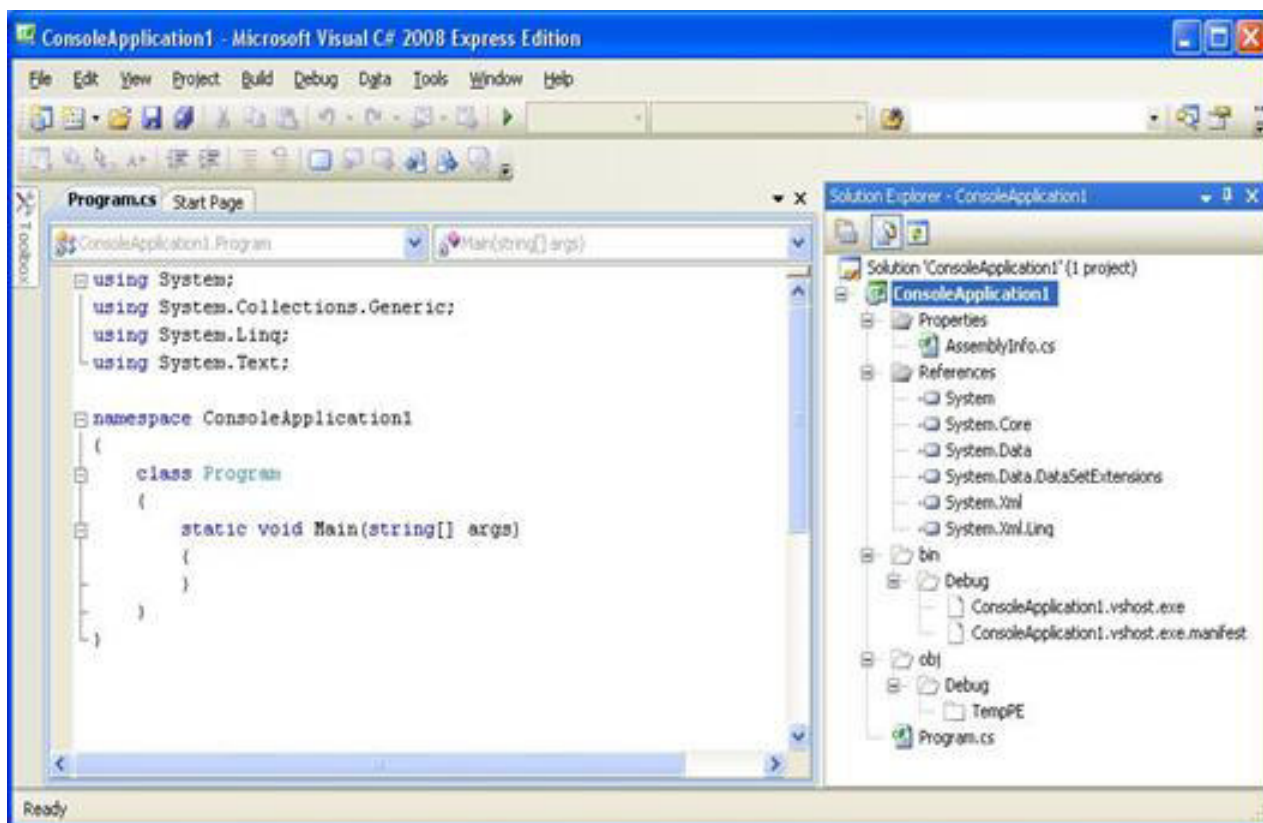 ConsoleApplication1 - Microsoft Visual C# 2008 Express Edition
File Edit View Project Build Debug Data Tools Window Help
Toolbox
Program.cs Start Page
ConsoleApplication1.Program Main(string[] args)
using System;
using System.Collections.Generic;
using System.Linq;
using System.Text;
namespace ConsoleApplication1
{
class Program
{
static void Main(string[] args)
{
}
}
}
Solution Explorer - ConsoleApplication1
Solution 'ConsoleApplication1' (1 project)
ConsoleApplication1
Properties
AssemblyInfo.cs
References
System
System.Core
System.Data
System.Data.DataSetExtensions
System.Xml
System.Xml.Linq
bin
Debug
ConsoleApplication1.vshost.exe
ConsoleApplication1.vshost.exe.manifest
obj
Debug
TempPE
Program.cs
Ready